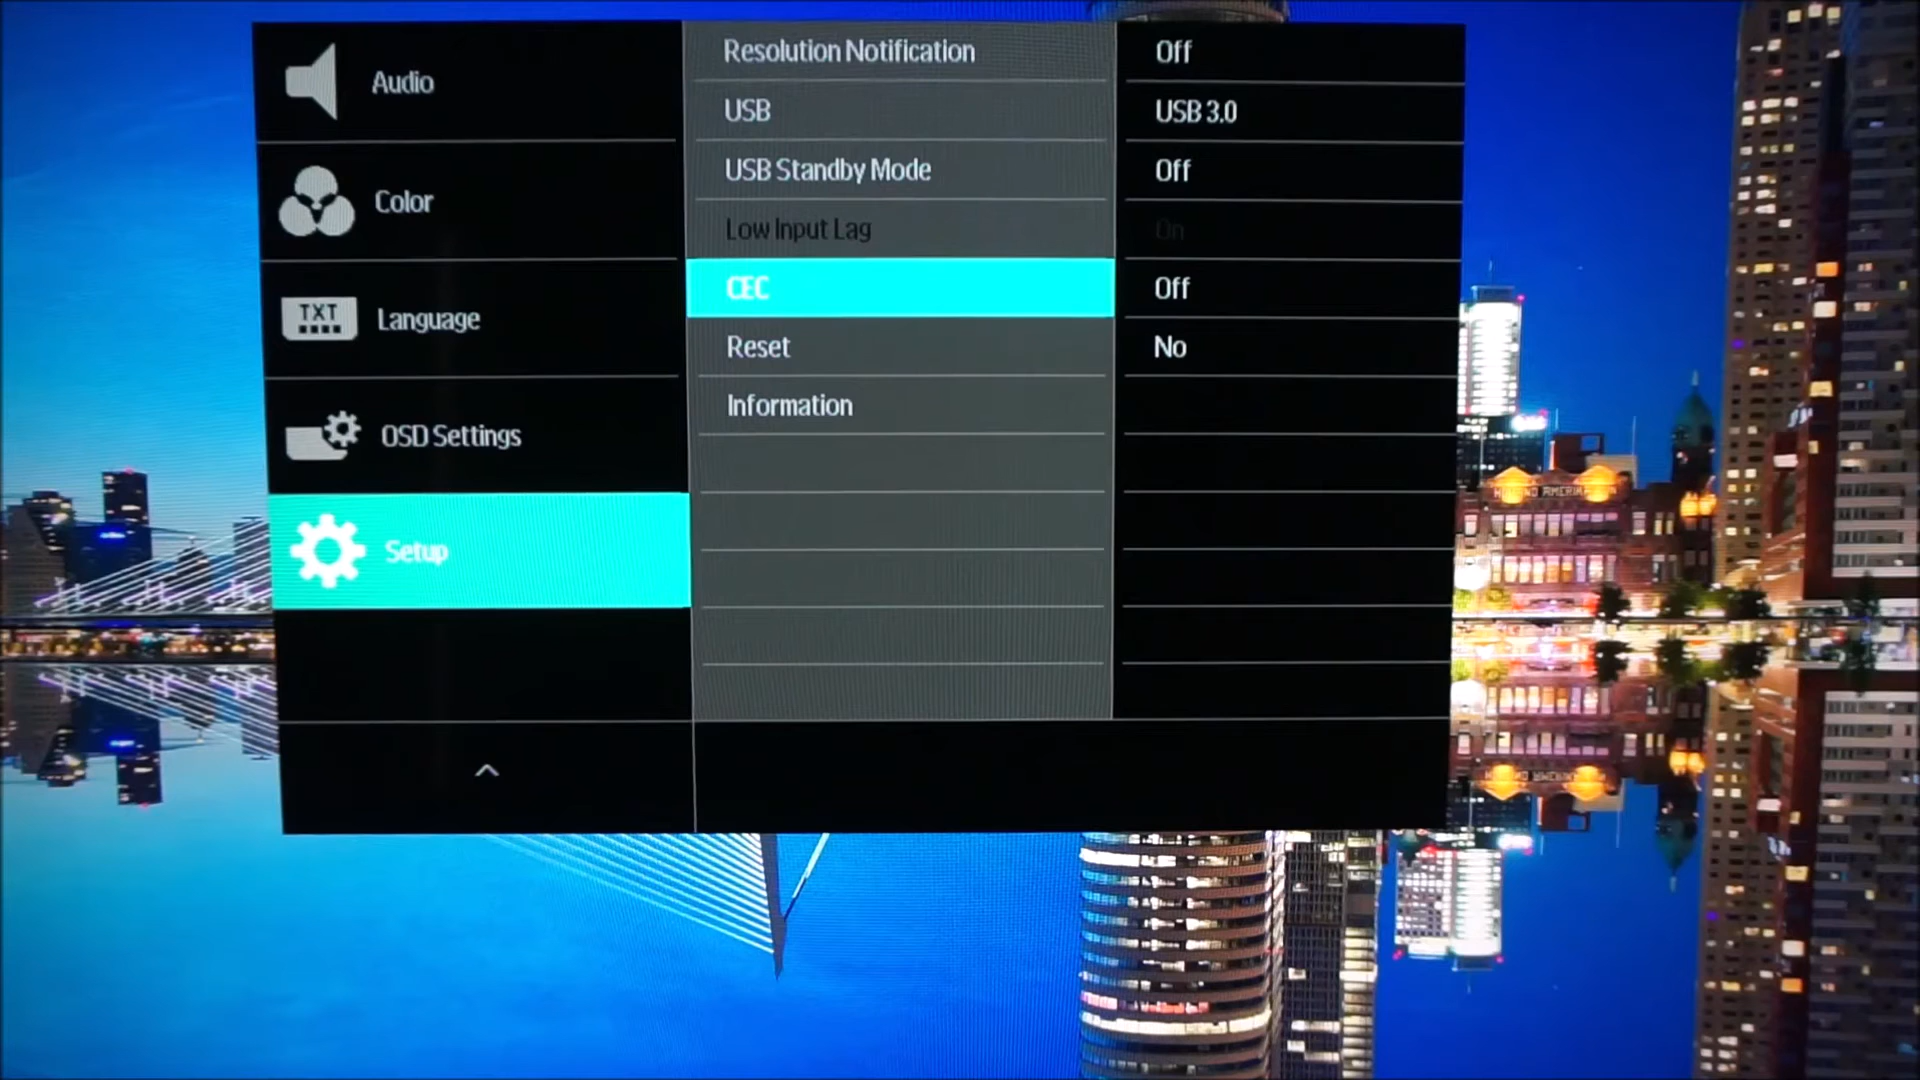 Audio
Color
TXT
Language
OSD Settings
Setup
Resolution Notification
Off
USB
USB 3.0
USB Standby Mode
Off
Low Input Lag
On
CEC
Off
Reset
No
Information